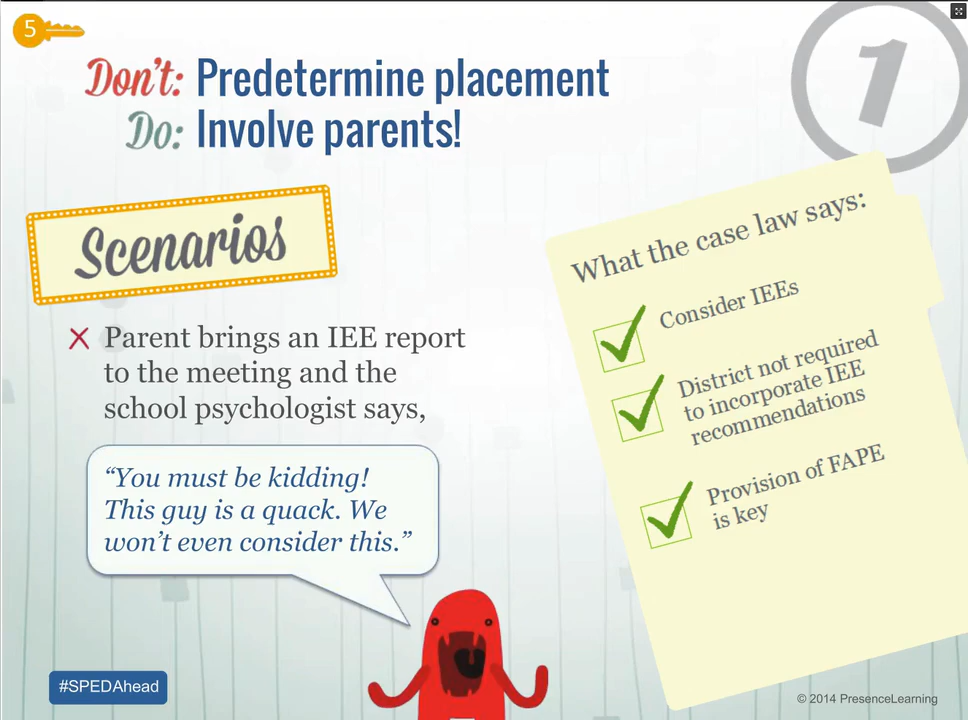 5
1
Don't: Predetermine placement
Do: Involve parents!
Scenarios
Parent brings an IEE report
to the meeting and the
school psychologist says,
“You must be kidding!
This guy is a quack. We
won’t even consider this.”
What the case law says:
Consider IEEs
District not required
to incorporate IEE
recommendations
Provision of FAPE
is key
#SPEDAhead
© 2014 PresenceLearning